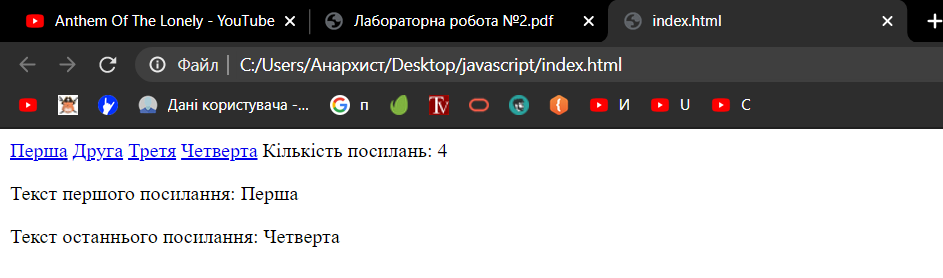 Anthem Of The Lonely - YouTube Лабораторна робота №2.pdf index.html
Файл C:/Users/Анархист/Desktop/javascript/index.html
Дані користувача -... п И U С
Перша Друга Третя Четверта Кількість посилань: 4
Текст першого посилання: Перша
Текст останнього посилання: Четверта